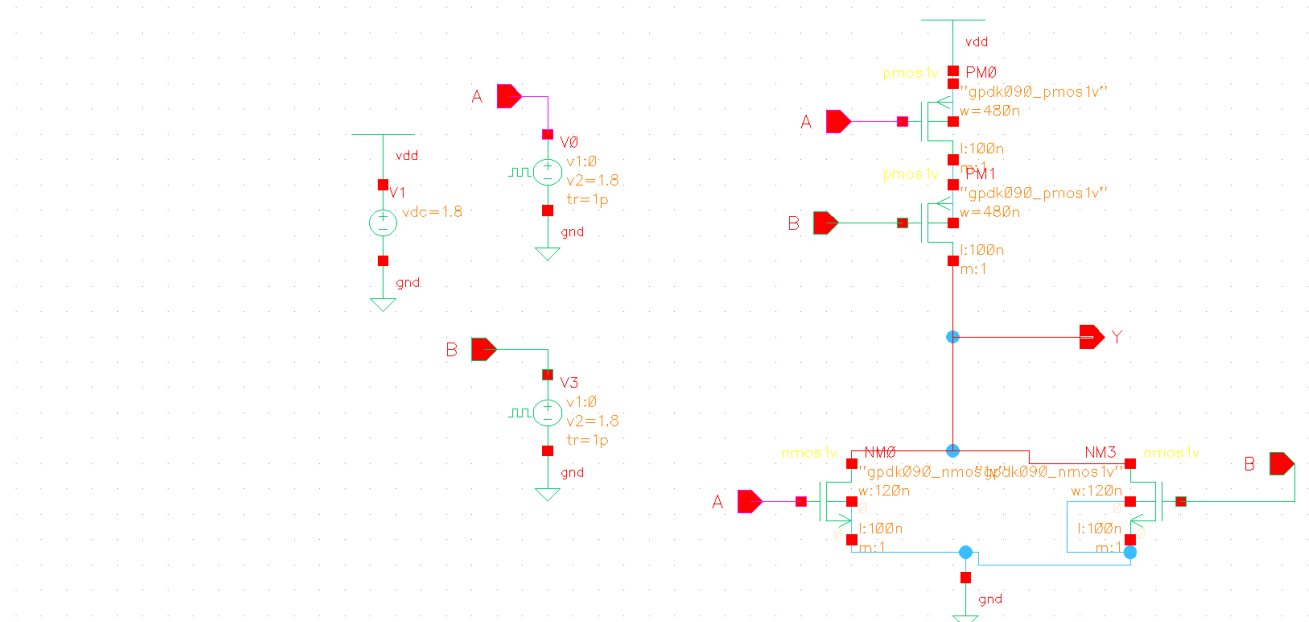 vdd
V1
vdc=1.8
gnd
A
V0
v1:0
v2=1.8
tr=1p
gnd
B
V3
v1:0
v2=1.8
tr=1p
gnd
vdd
pmos1v
PM0
"gpdk090_pmos1v"
w=480n
A
l:100n
m:1
pmos1v
PM1
"gpdk090_pmos1v"
w=480n
B
l:100n
m:1
Y
nmos1v
NM0
"gpdk090_nmos1v"
w:120n
A
l:100n
m:1
NM3
nmos1v
"gpdk090_nmos1v"
w:120n
B
l:100n
m:1
gnd